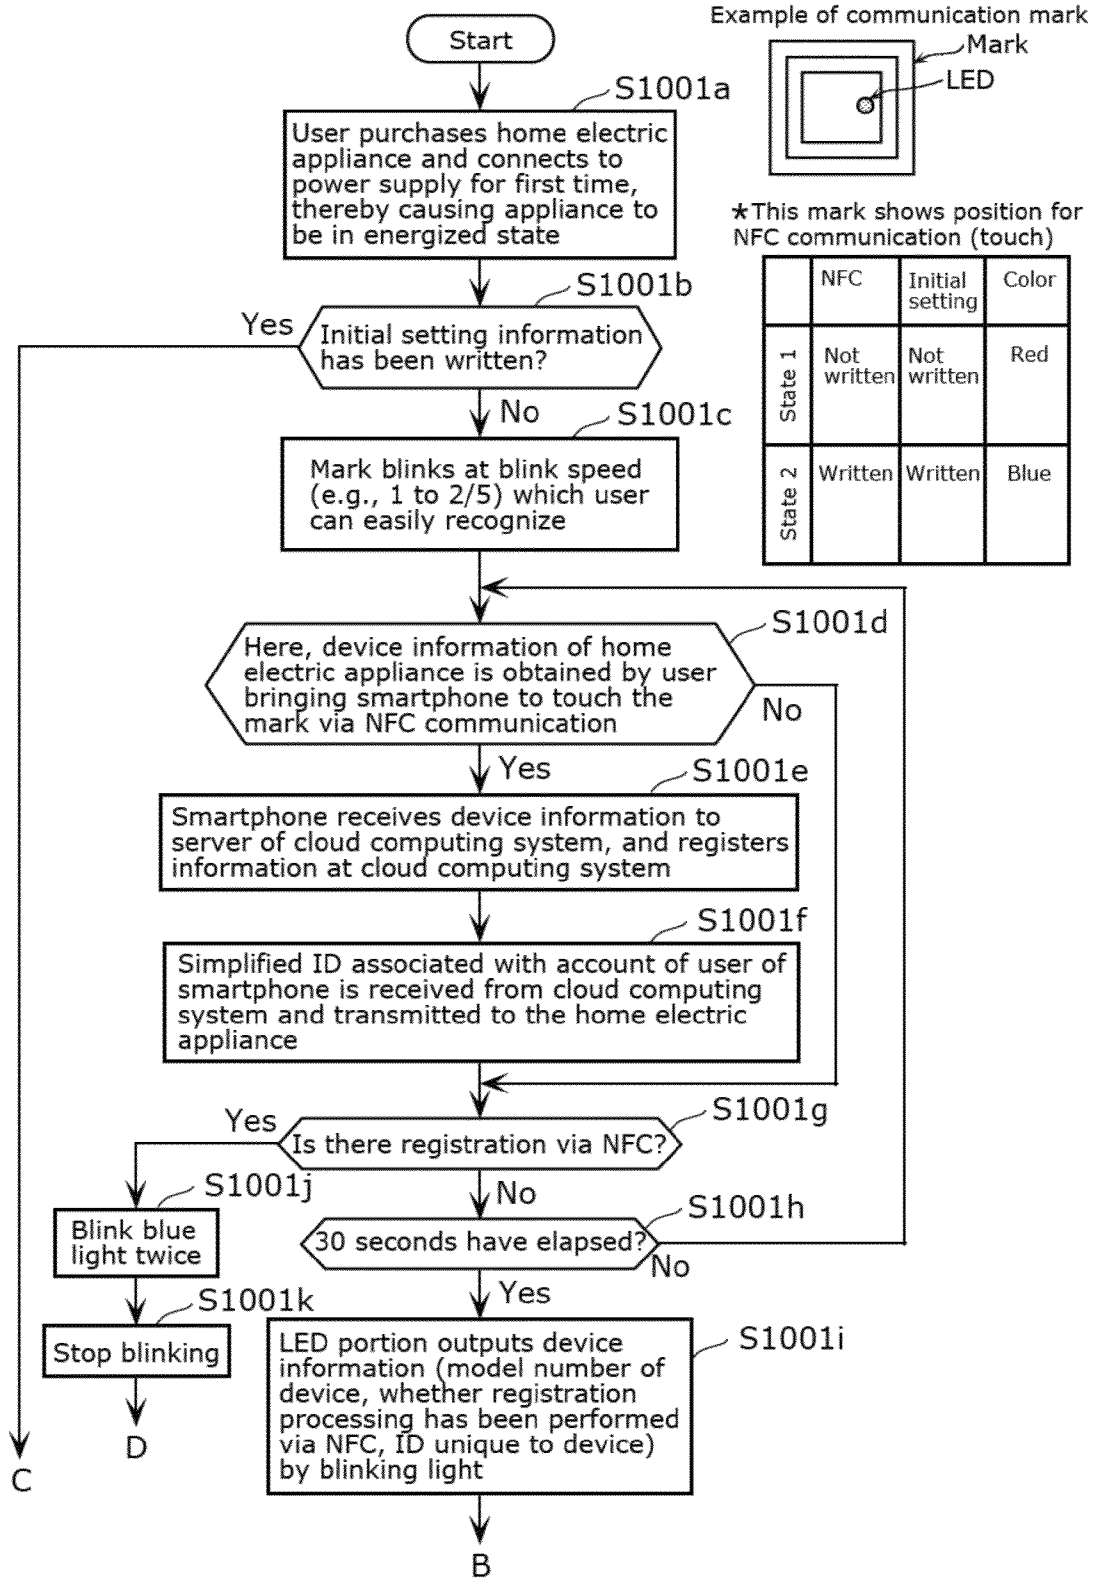 Example of communication mark
Mark
LED
*This mark shows position for
NFC communication (touch)
NFC
Initial
setting
Color
State 1
Not
written
Not
written
Red
State 2
Written
Written
Blue
Start
S1001a
User purchases home electric
appliance and connects to
power supply for first time,
thereby causing appliance to
be in energized state
S1001b
Yes
Initial setting information
has been written?
No
S1001c
Mark blinks at blink speed
(e.g., 1 to 2/5) which user
can easily recognize
S1001d
Here, device information of home
electric appliance is obtained by user
bringing smartphone to touch the
mark via NFC communication
No
Yes
S1001e
Smartphone receives device information to
server of cloud computing system, and registers
information at cloud computing system
S1001f
Simplified ID associated with account of user of
smartphone is received from cloud computing
system and transmitted to the home electric
appliance
S1001g
Yes
Is there registration via NFC?
S1001j
No
S1001h
Blink blue
light twice
30 seconds have elapsed?
No
Yes
S1001k
Stop blinking
S1001i
LED portion outputs device
information (model number of
device, whether registration
processing has been performed
via NFC, ID unique to device)
by blinking light
D
C
B